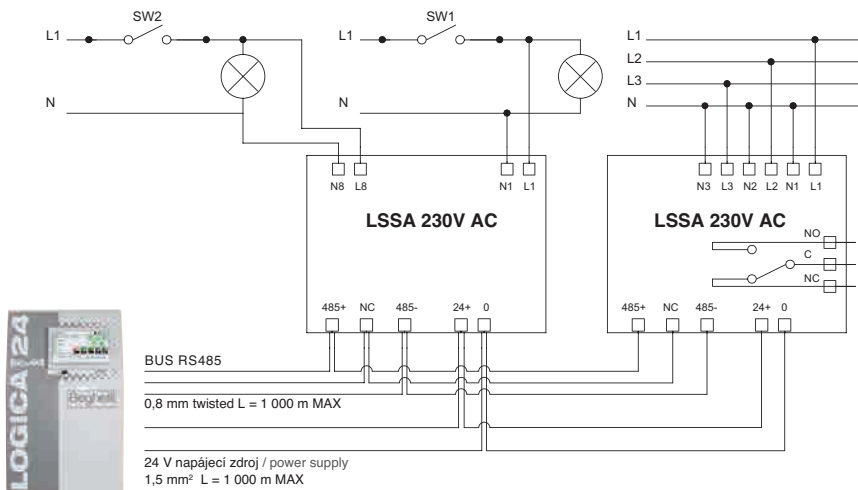 SW2
L1
N
SW1
L1
N
L1
L2
L3
N
N8 L8 N1 L1
LSSA 230V AC
485+ NC 485- 24+ 0
N3 L3 N2 L2 N1 L1
LSSA 230V AC
NO
C
NC
485+ NC 485- 24+ 0
LOGICA 24
Beghelli
BUS RS485
0,8 mm twisted L = 1 000 m MAX
24 V napájecí zdroj / power supply
1,5 mm² L = 1 000 m MAX